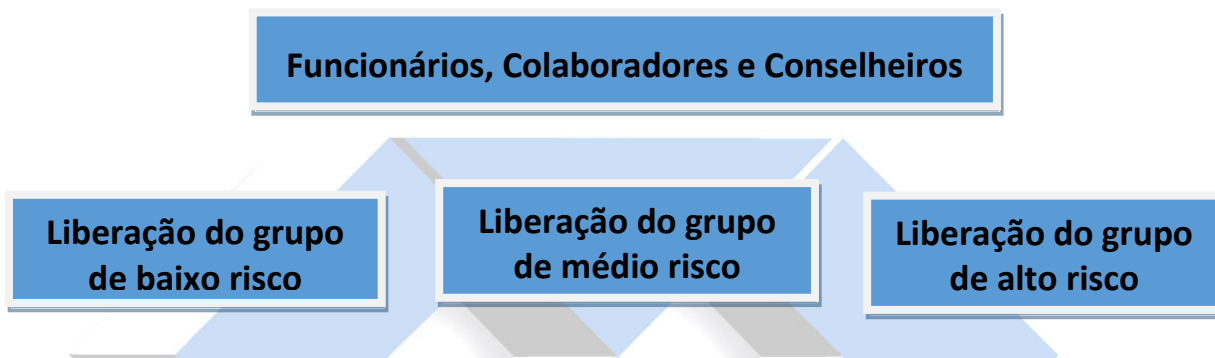 Funcionários, Colaboradores e Conselheiros
Liberação do grupo
de baixo risco
Liberação do grupo
de médio risco
Liberação do grupo
de alto risco